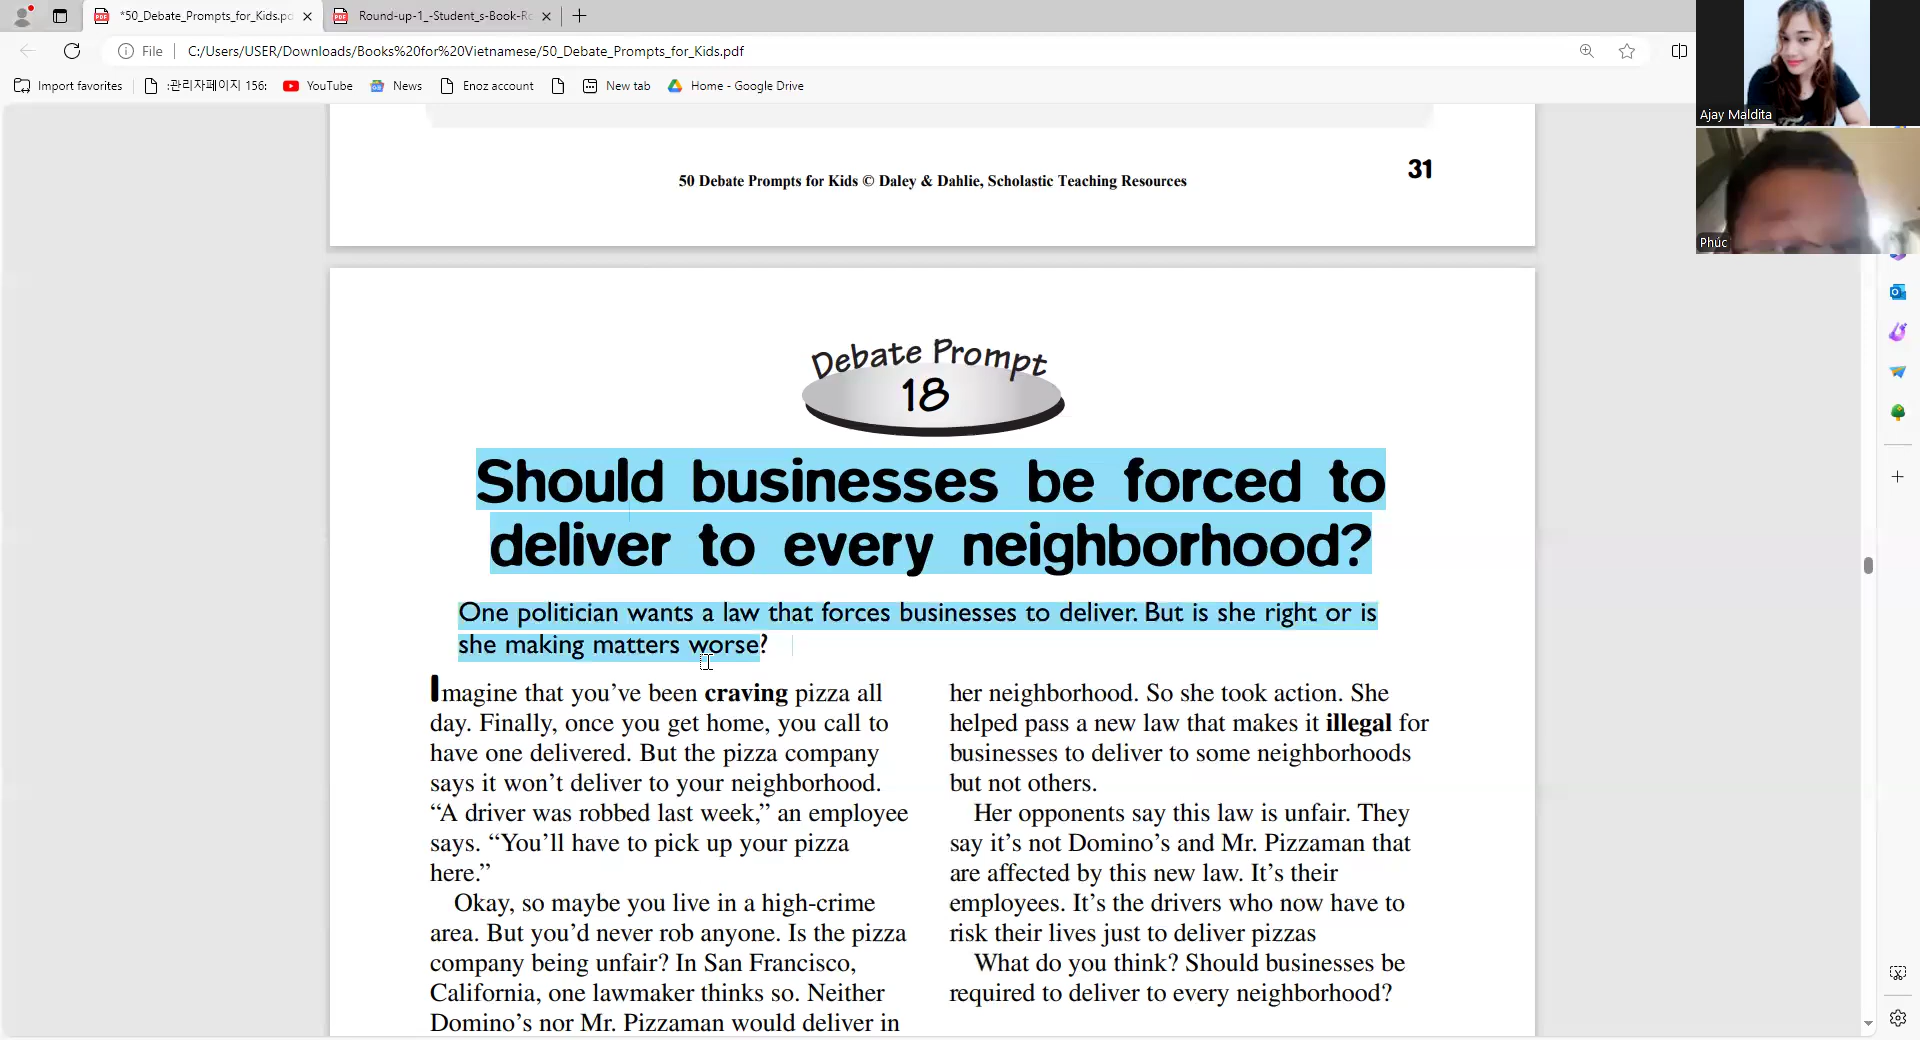 *50_Debate_Prompts_for_Kids.pd
Round-up-1_-Student_s-Book-Ro
File
C:/Users/USER/Downloads/Books%20for%20Vietnamese/50_Debate_Prompts_for_Kids.pdf
Import favorites
:관리자페이지 156:
YouTube
News
Enoz account
New tab
Home - Google Drive
Ajay Maldita
Phúc
50 Debate Prompts for Kids © Daley & Dahlie, Scholastic Teaching Resources
31
Debate Prompt
18
Should businesses be forced to
deliver to every neighborhood?
One politician wants a law that forces businesses to deliver. But is she right or is
she making matters worse?
Imagine that you've been craving pizza all
day. Finally, once you get home, you call to
have one delivered. But the pizza company
says it won't deliver to your neighborhood.
“A driver was robbed last week,” an employee
says. “You'll have to pick up your pizza
here.”
Okay, so maybe you live in a high-crime
area. But you'd never rob anyone. Is the pizza
company being unfair? In San Francisco,
California, one lawmaker thinks so. Neither
Domino's nor Mr. Pizzaman would deliver in
her neighborhood. So she took action. She
helped pass a new law that makes it illegal for
businesses to deliver to some neighborhoods
but not others.
Her opponents say this law is unfair. They
say it's not Domino's and Mr. Pizzaman that
are affected by this new law. It's their
employees. It's the drivers who now have to
risk their lives just to deliver pizzas
What do you think? Should businesses be
required to deliver to every neighborhood?